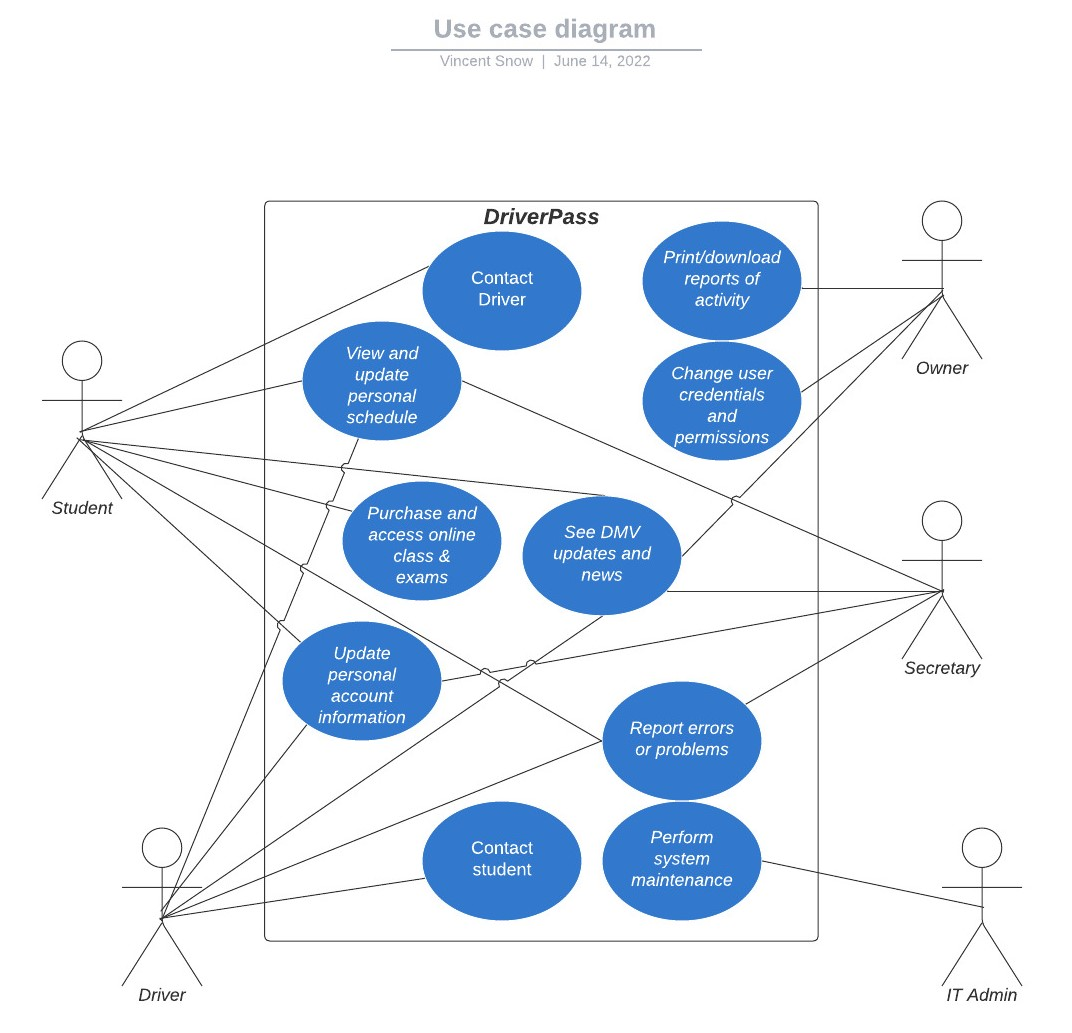 Use case diagram
Vincent Snow | June 14, 2022
DriverPass
Contact
Driver
Print/download
reports of
activity
View and
update
personal
schedule
Change user
credentials
and
permissions
Owner
Student
Purchase and
access online
class &
exams
See DMV
updates and
news
Update
personal
account
information
Secretary
Report errors
or problems
Contact
student
Perform
system
maintenance
Driver
IT Admin